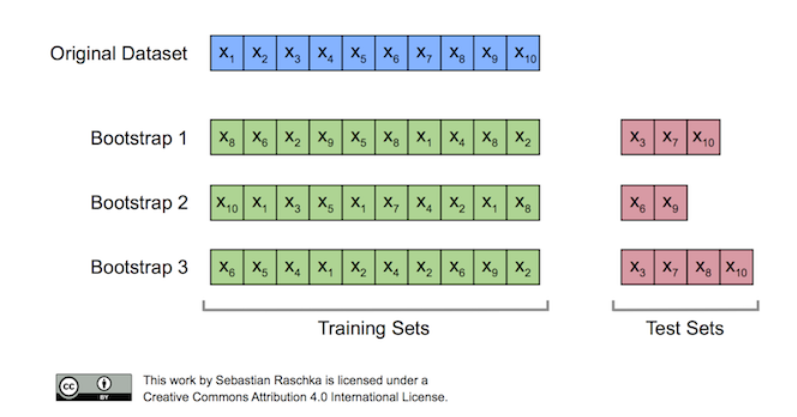 Original Dataset x₁ x₂ x₃ x₄ x₅ x₆ x₇ x₈ x₉ x₁₀
Bootstrap 1 x₈ x₆ x₂ x₉ x₅ x₈ x₁ x₄ x₈ x₂ x₃ x₇ x₁₀
Bootstrap 2 x₁₀ x₁ x₃ x₅ x₁ x₇ x₄ x₂ x₁ x₈ x₆ x₉
Bootstrap 3 x₆ x₅ x₄ x₁ x₂ x₄ x₂ x₆ x₉ x₂ x₃ x₇ x₈ x₁₀
Training Sets Test Sets
cc BY This work by Sebastian Raschka is licensed under a
Creative Commons Attribution 4.0 International License.